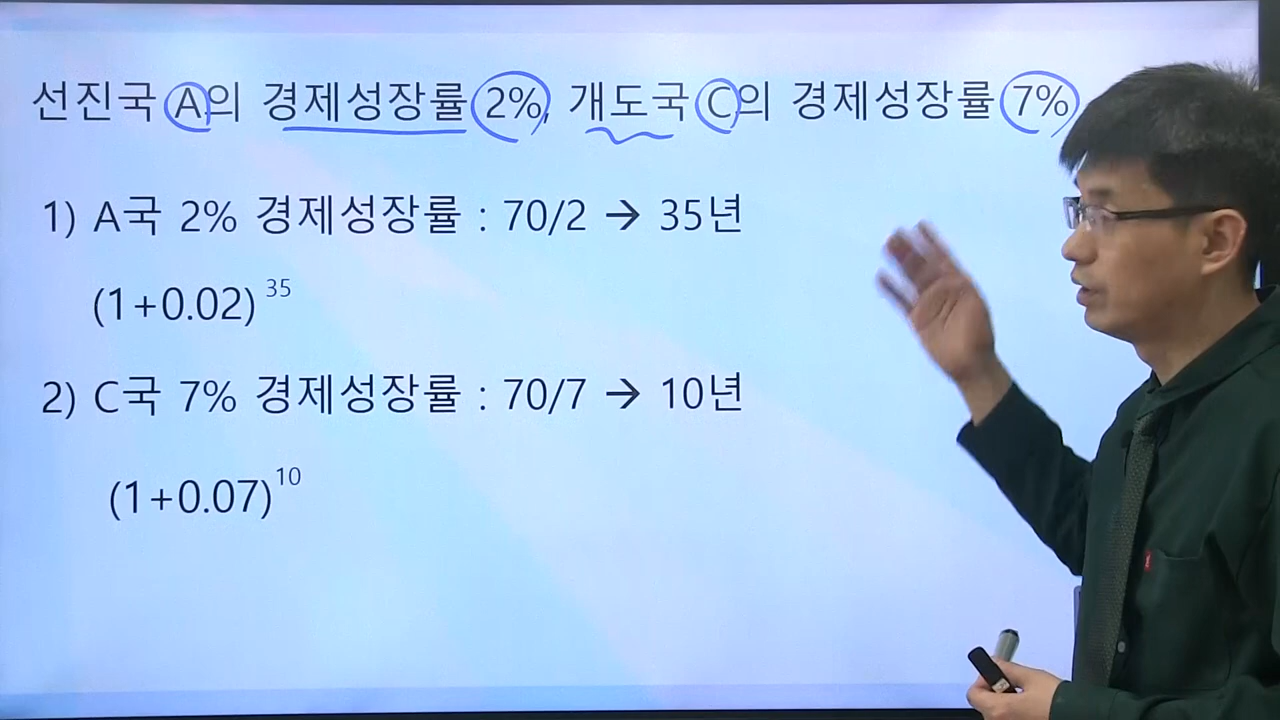 선진국 A의 경제성장률 2%, 개도국 C의 경제성장률 7%
1) A국 2% 경제성장률 : 70/2 → 35년
(1+0.02)³⁵
2) C국 7% 경제성장률 : 70/7 → 10년
(1+0.07)¹⁰